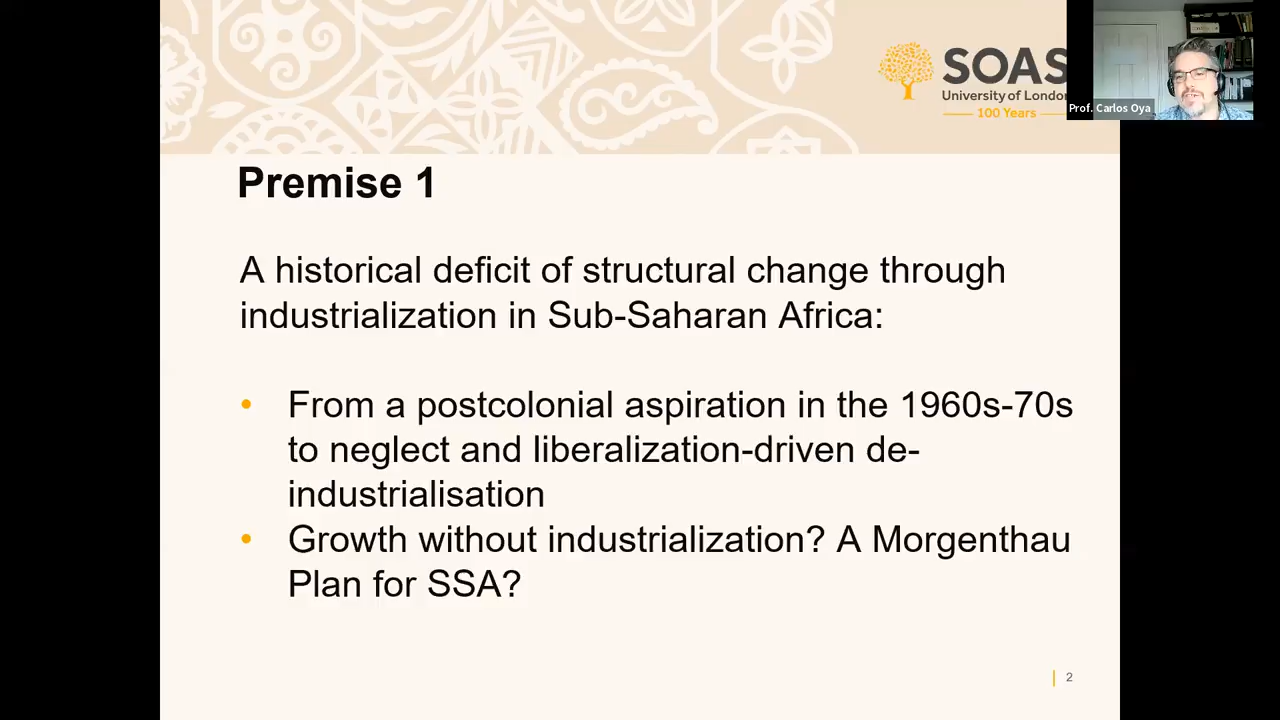 SOAS
University of London
100 Years
Prof. Carlos Oya
Premise 1
A historical deficit of structural change through
industrialization in Sub-Saharan Africa:
• From a postcolonial aspiration in the 1960s-70s
to neglect and liberalization-driven de-
industrialisation
• Growth without industrialization? A Morgenthau
Plan for SSA?
2